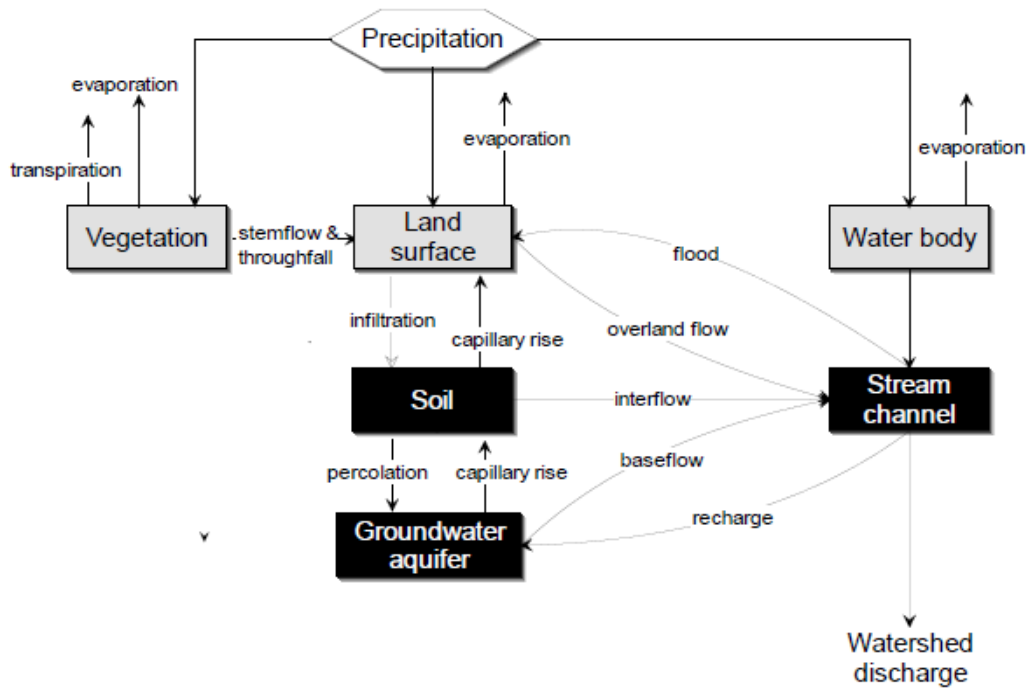 Precipitation
evaporation
evaporation
transpiration
evaporation
Vegetation
stemflow &
throughfall
Land
surface
Water body
flood
infiltration
capillary rise
overland flow
Soil
interflow
Stream
channel
percolation
capillary rise
baseflow
recharge
Groundwater
aquifer
Watershed
discharge